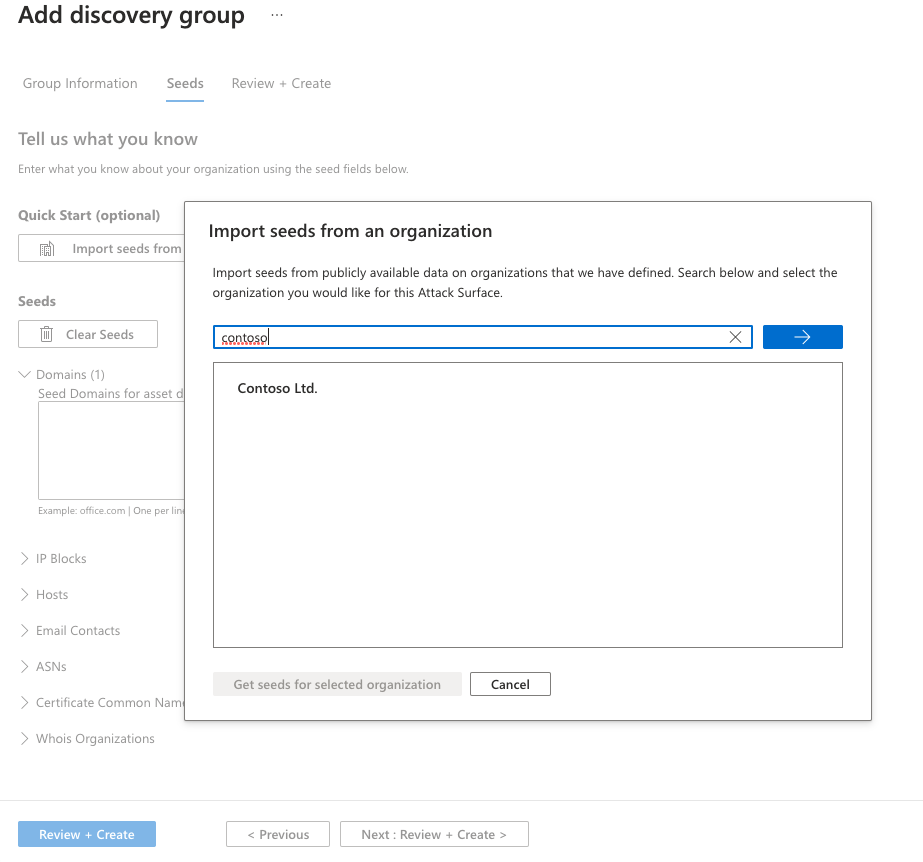 Add discovery group ...
Group Information Seeds Review + Create
Tell us what you know
Enter what you know about your organization using the seed fields below.
Quick Start (optional)
Import seeds from
Seeds
Clear Seeds
Domains (1)
Seed Domains for asset d
Example: office.com | One per line
IP Blocks
Hosts
Email Contacts
ASNs
Certificate Common Name
Whois Organizations
Import seeds from an organization
Import seeds from publicly available data on organizations that we have defined. Search below and select the
organization you would like for this Attack Surface.
contoso
Contoso Ltd.
Get seeds for selected organization Cancel
Review + Create < Previous Next : Review + Create >